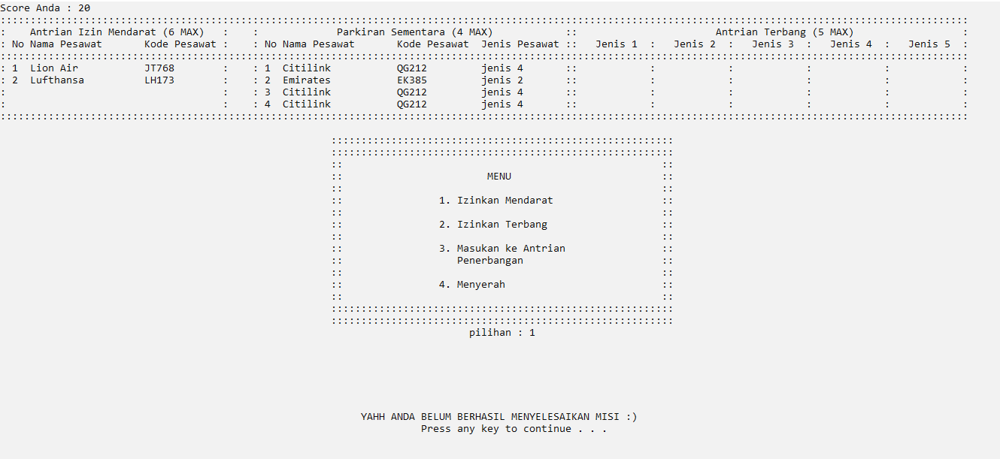 Score Anda : 20
: Antrian Izin Mendarat (6 MAX) : : Parkiran Sementara (4 MAX) :: Antrian Terbang (5 MAX) :
: No Nama Pesawat Kode Pesawat : : No Nama Pesawat Kode Pesawat Jenis Pesawat :: Jenis 1 : Jenis 2 : Jenis 3 : Jenis 4 : Jenis 5 :
: 1 Lion Air JT768 : : 1 Citilink QG212 jenis 4 :: : : : : :
: 2 Lufthansa LH173 : : 2 Emirates EK385 jenis 2 :: : : : : :
: : : 3 Citilink QG212 jenis 4 :: : : : : :
: : : 4 Citilink QG212 jenis 4 :: : : : : :
:: MENU ::
:: 1. Izinkan Mendarat ::
:: 2. Izinkan Terbang ::
:: 3. Masukan ke Antrian ::
:: Penerbangan ::
:: 4. Menyerah ::
pilihan : 1
YAHH ANDA BELUM BERHASIL MENYELESAIKAN MISI :)
Press any key to continue . . .